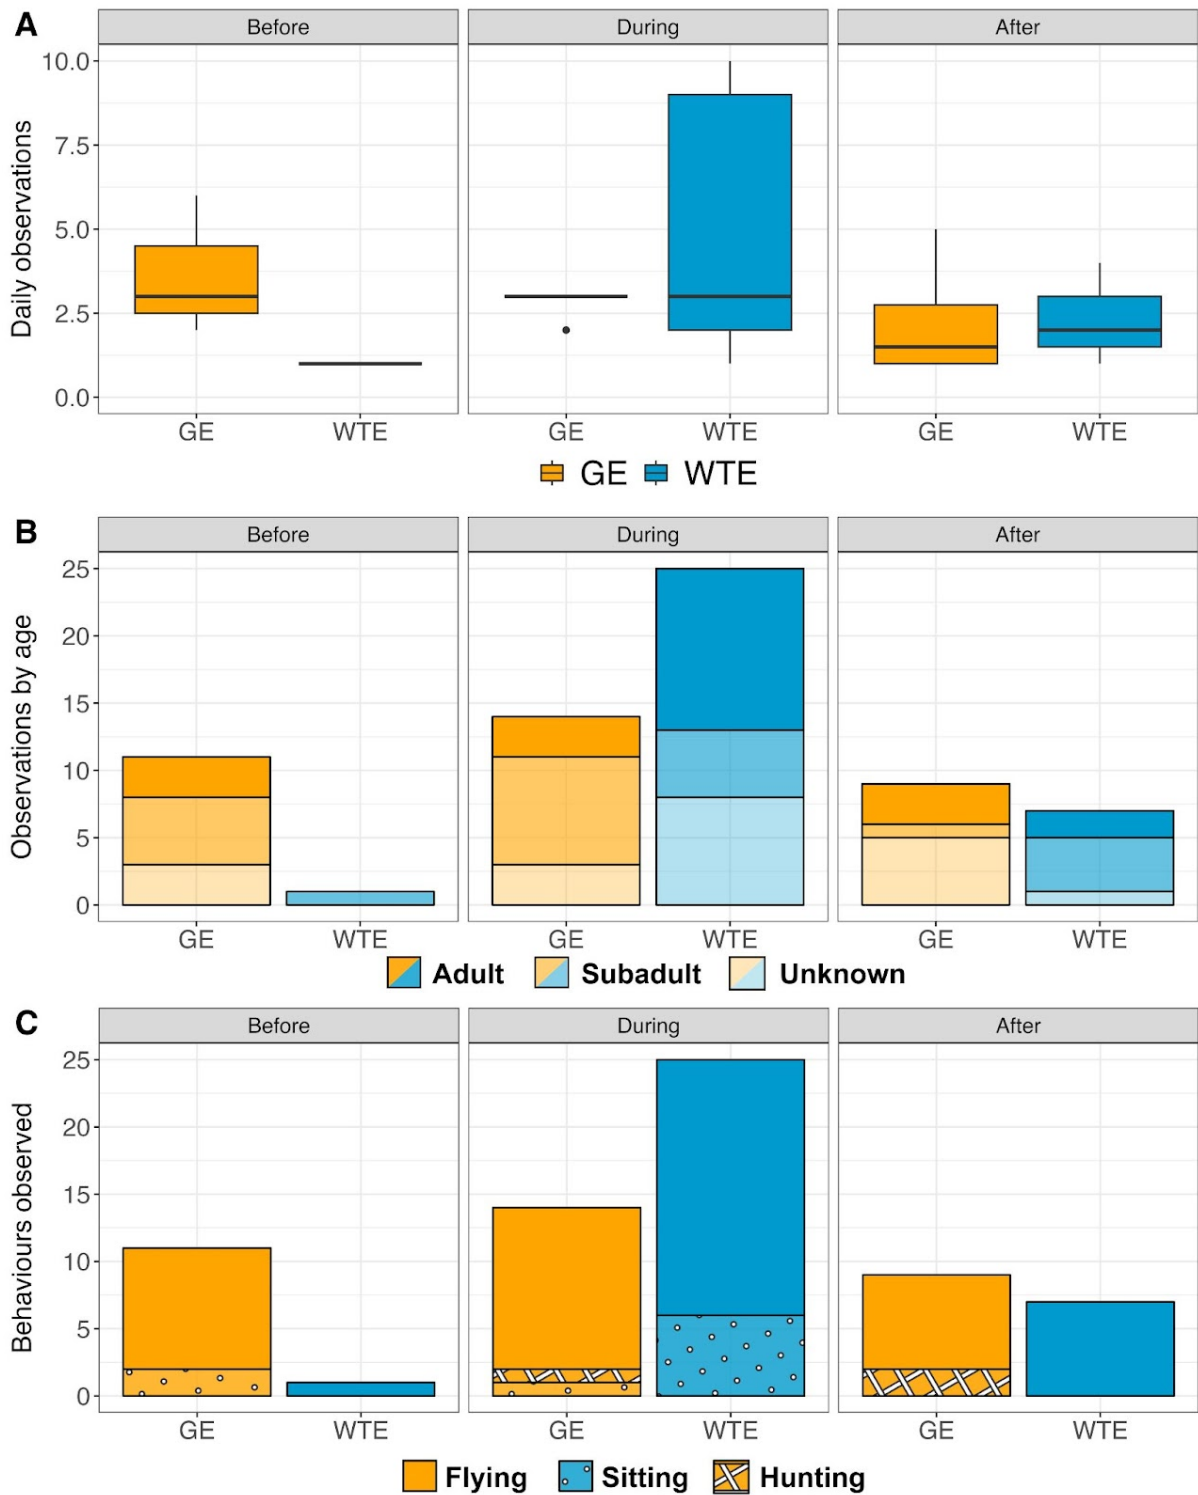 A
Before During After
Daily observations
10.0
7.5
5.0
2.5
0.0
GE WTE GE WTE GE WTE
GE WTE
B
Before During After
Observations by age
25
20
15
10
5
0
GE WTE GE WTE GE WTE
Adult Subadult Unknown
C
Before During After
Behaviours observed
25
20
15
10
5
0
GE WTE GE WTE GE WTE
Flying Sitting Hunting